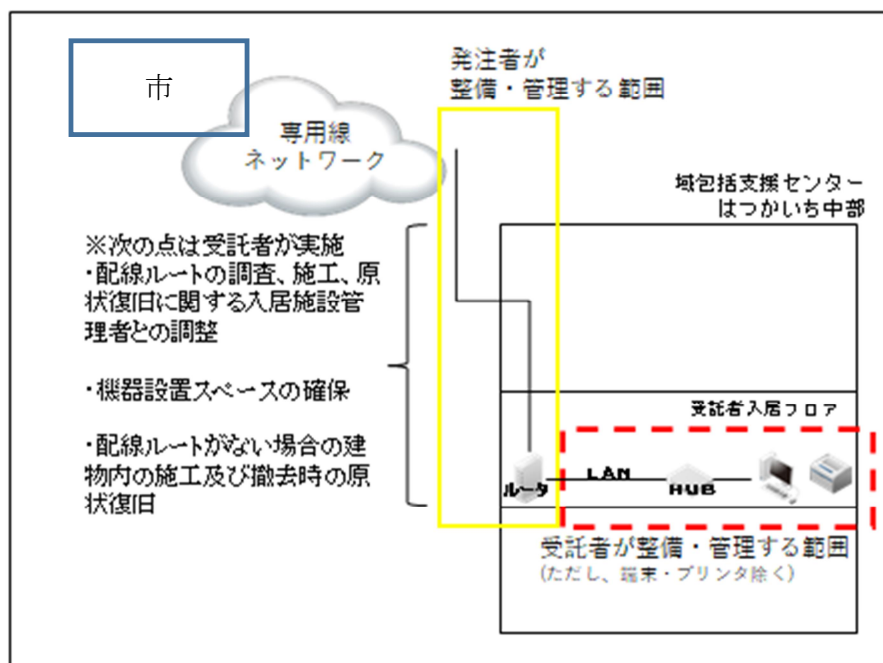 市
専用線
ネットワーク
発注者が
整備・管理する範囲
域包括支援センター
はつかいち中部
※次の点は受託者が実施
・配線ルートの調査、施工、原
状復旧に関する入居施設管
理者との調整
・機器設置スペースの確保
・配線ルートがない場合の建
物内の施工及び撤去時の原
状復旧
受託者入居フロア
ルータ
LAN
HUB
受託者が整備・管理する範囲
(ただし、端末・プリンタ除く)